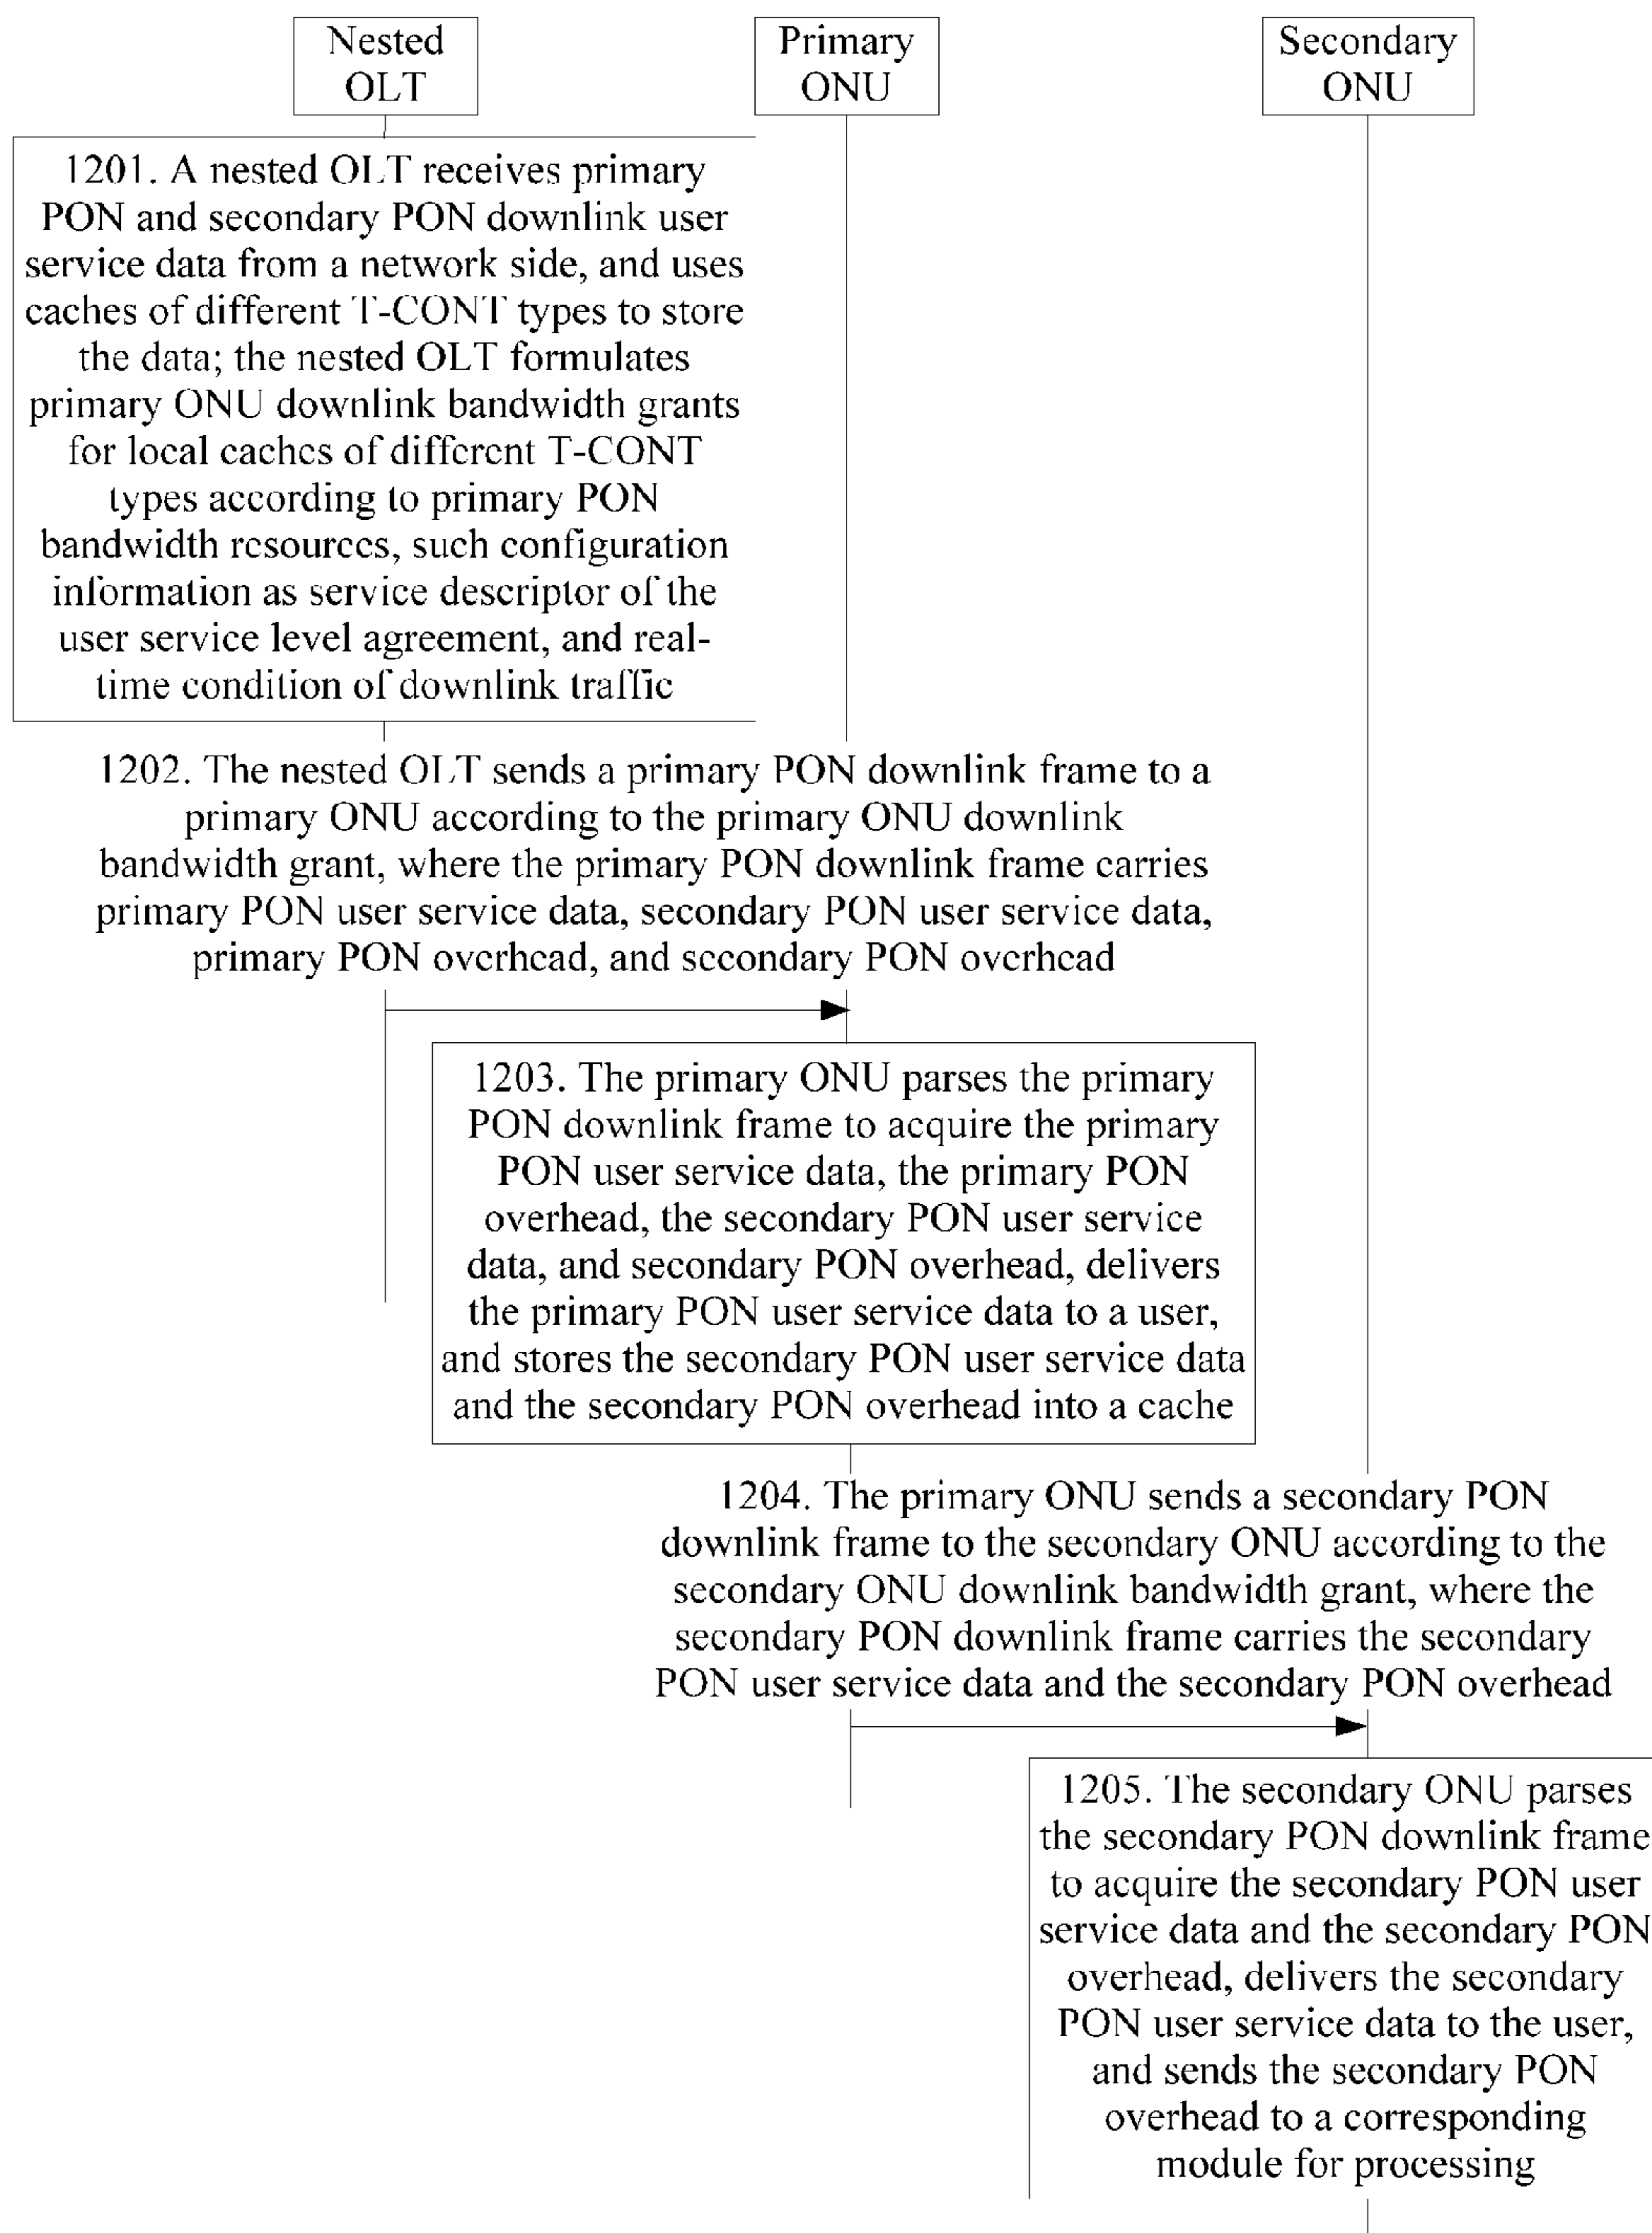 Nested
OLT
Primary
ONU
Secondary
ONU
1201. A nested OLT receives primary
PON and secondary PON downlink user
service data from a network side, and uses
caches of different T-CONT types to store
the data; the nested OLT formulates
primary ONU downlink bandwidth grants
for local caches of different T-CONT
types according to primary PON
bandwidth resources, such configuration
information as service descriptor of the
user service level agreement, and real-
time condition of downlink traffic
1202. The nested OLT sends a primary PON downlink frame to a
primary ONU according to the primary ONU downlink
bandwidth grant, where the primary PON downlink frame carries
primary PON user service data, secondary PON user service data,
primary PON overhead, and secondary PON overhead
1203. The primary ONU parses the primary
PON downlink frame to acquire the primary
PON user service data, the primary PON
overhead, the secondary PON user service
data, and secondary PON overhead, delivers
the primary PON user service data to a user,
and stores the secondary PON user service data
and the secondary PON overhead into a cache
1204. The primary ONU sends a secondary PON
downlink frame to the secondary ONU according to the
secondary ONU downlink bandwidth grant, where the
secondary PON downlink frame carries the secondary
PON user service data and the secondary PON overhead
1205. The secondary ONU parses
the secondary PON downlink frame
to acquire the secondary PON user
service data and the secondary PON
overhead, delivers the secondary
PON user service data to the user,
and sends the secondary PON
overhead to a corresponding
module for processing